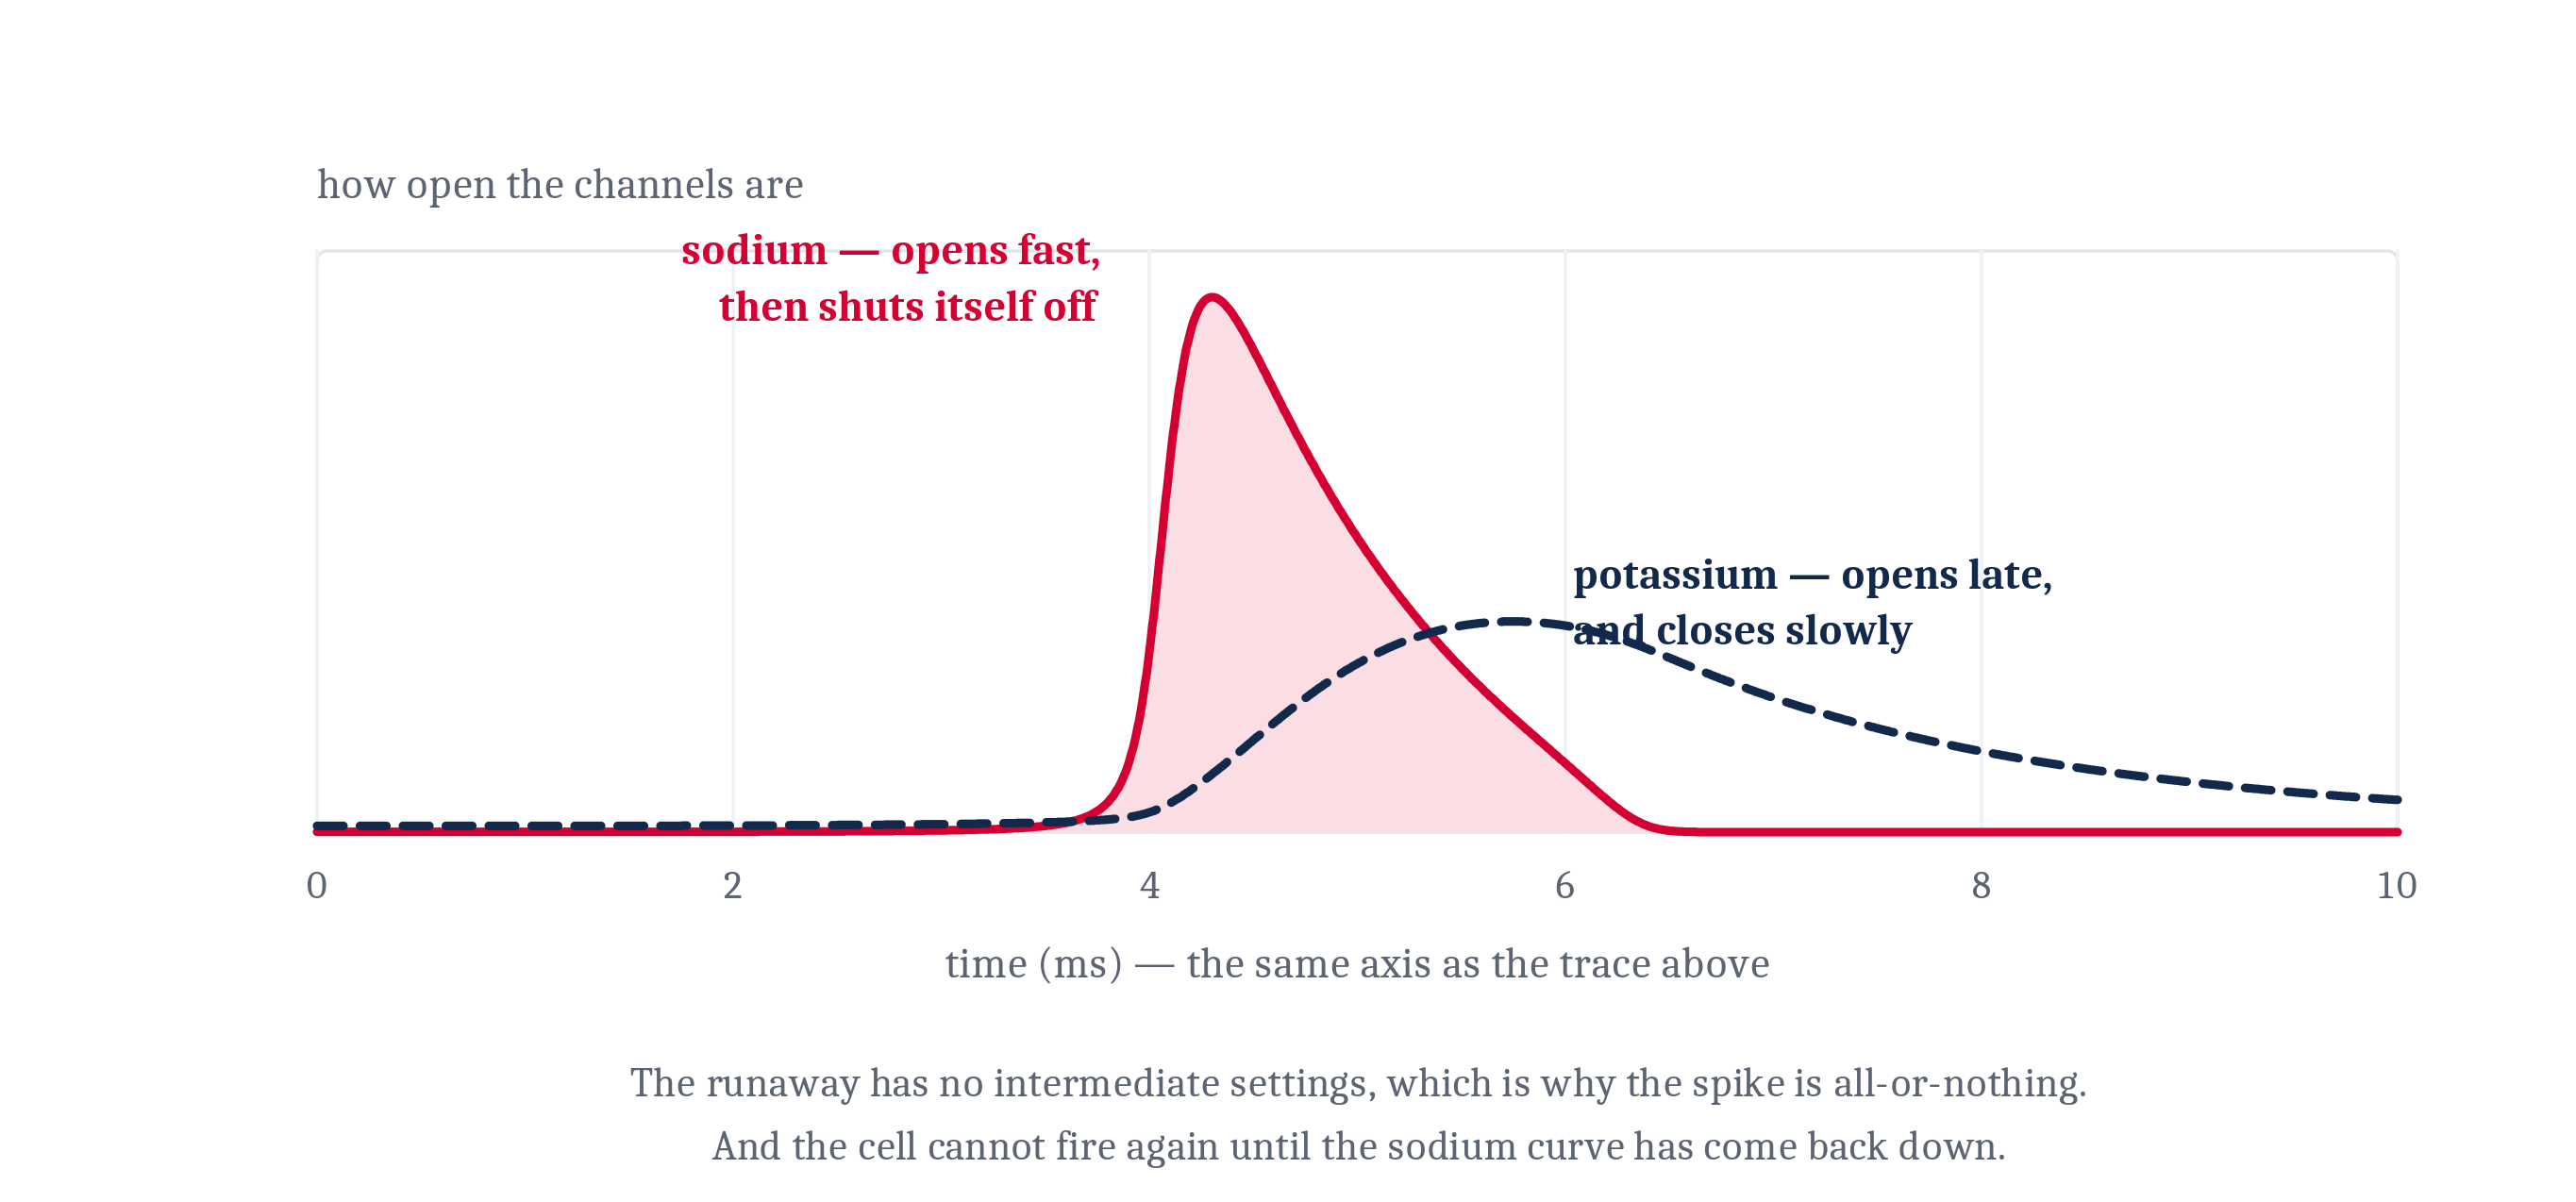 how open the channels are
sodium — opens fast,
then shuts itself off
potassium — opens late,
and closes slowly
0 2 4 6 8 10
time (ms) — the same axis as the trace above
The runaway has no intermediate settings, which is why the spike is all-or-nothing.
And the cell cannot fire again until the sodium curve has come back down.